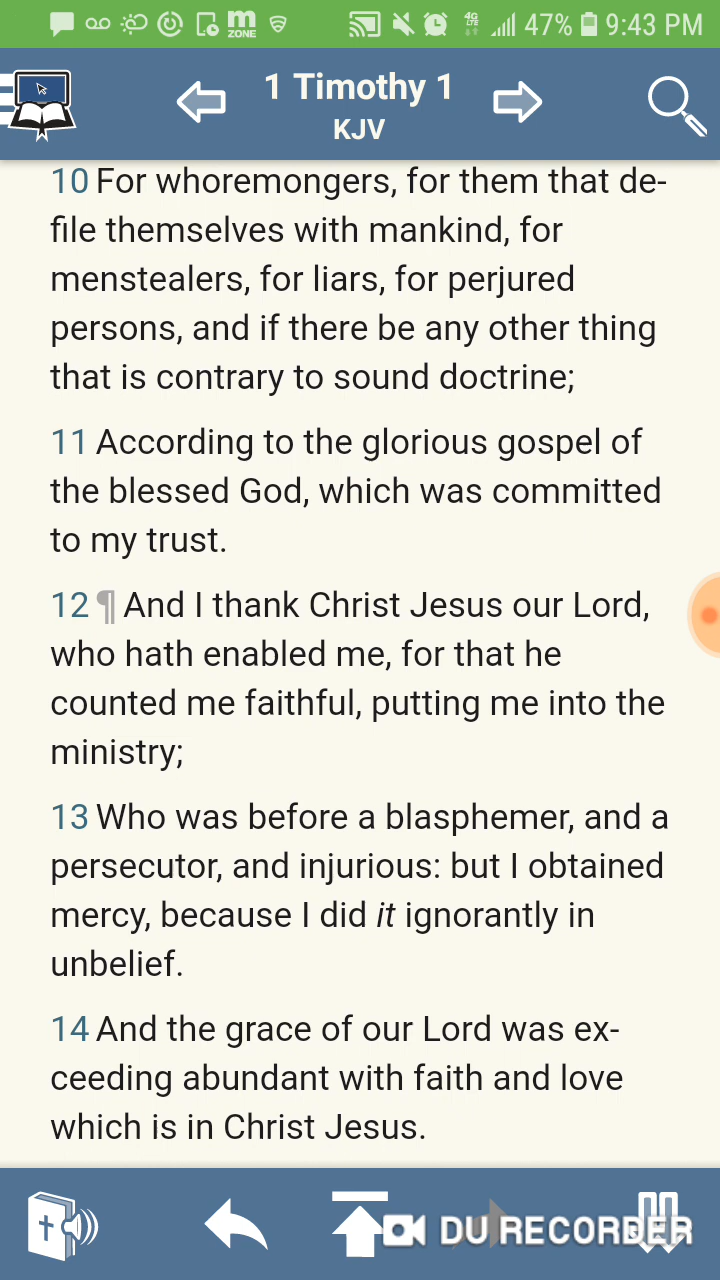 m
ZONE
4G
LTE
47%
9:43 PM
1 Timothy 1
KJV
10 For whoremongers, for them that de-
file themselves with mankind, for
menstealers, for liars, for perjured
persons, and if there be any other thing
that is contrary to sound doctrine;
11 According to the glorious gospel of
the blessed God, which was committed
to my trust.
12 ¶ And I thank Christ Jesus our Lord,
who hath enabled me, for that he
counted me faithful, putting me into the
ministry;
13 Who was before a blasphemer, and a
persecutor, and injurious: but I obtained
mercy, because I did it ignorantly in
unbelief.
14 And the grace of our Lord was ex-
ceeding abundant with faith and love
which is in Christ Jesus.
DU RECORDER